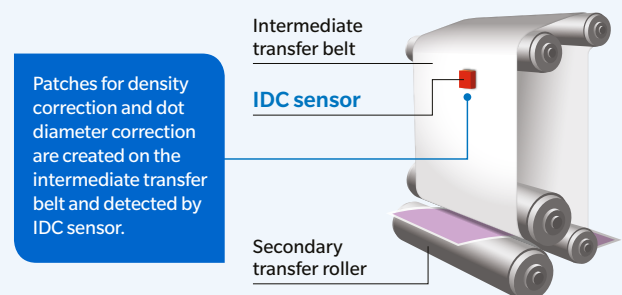 Intermediate
transfer belt
IDC sensor
Patches for density
correction and dot
diameter correction
are created on the
intermediate transfer
belt and detected by
IDC sensor.
Secondary
transfer roller